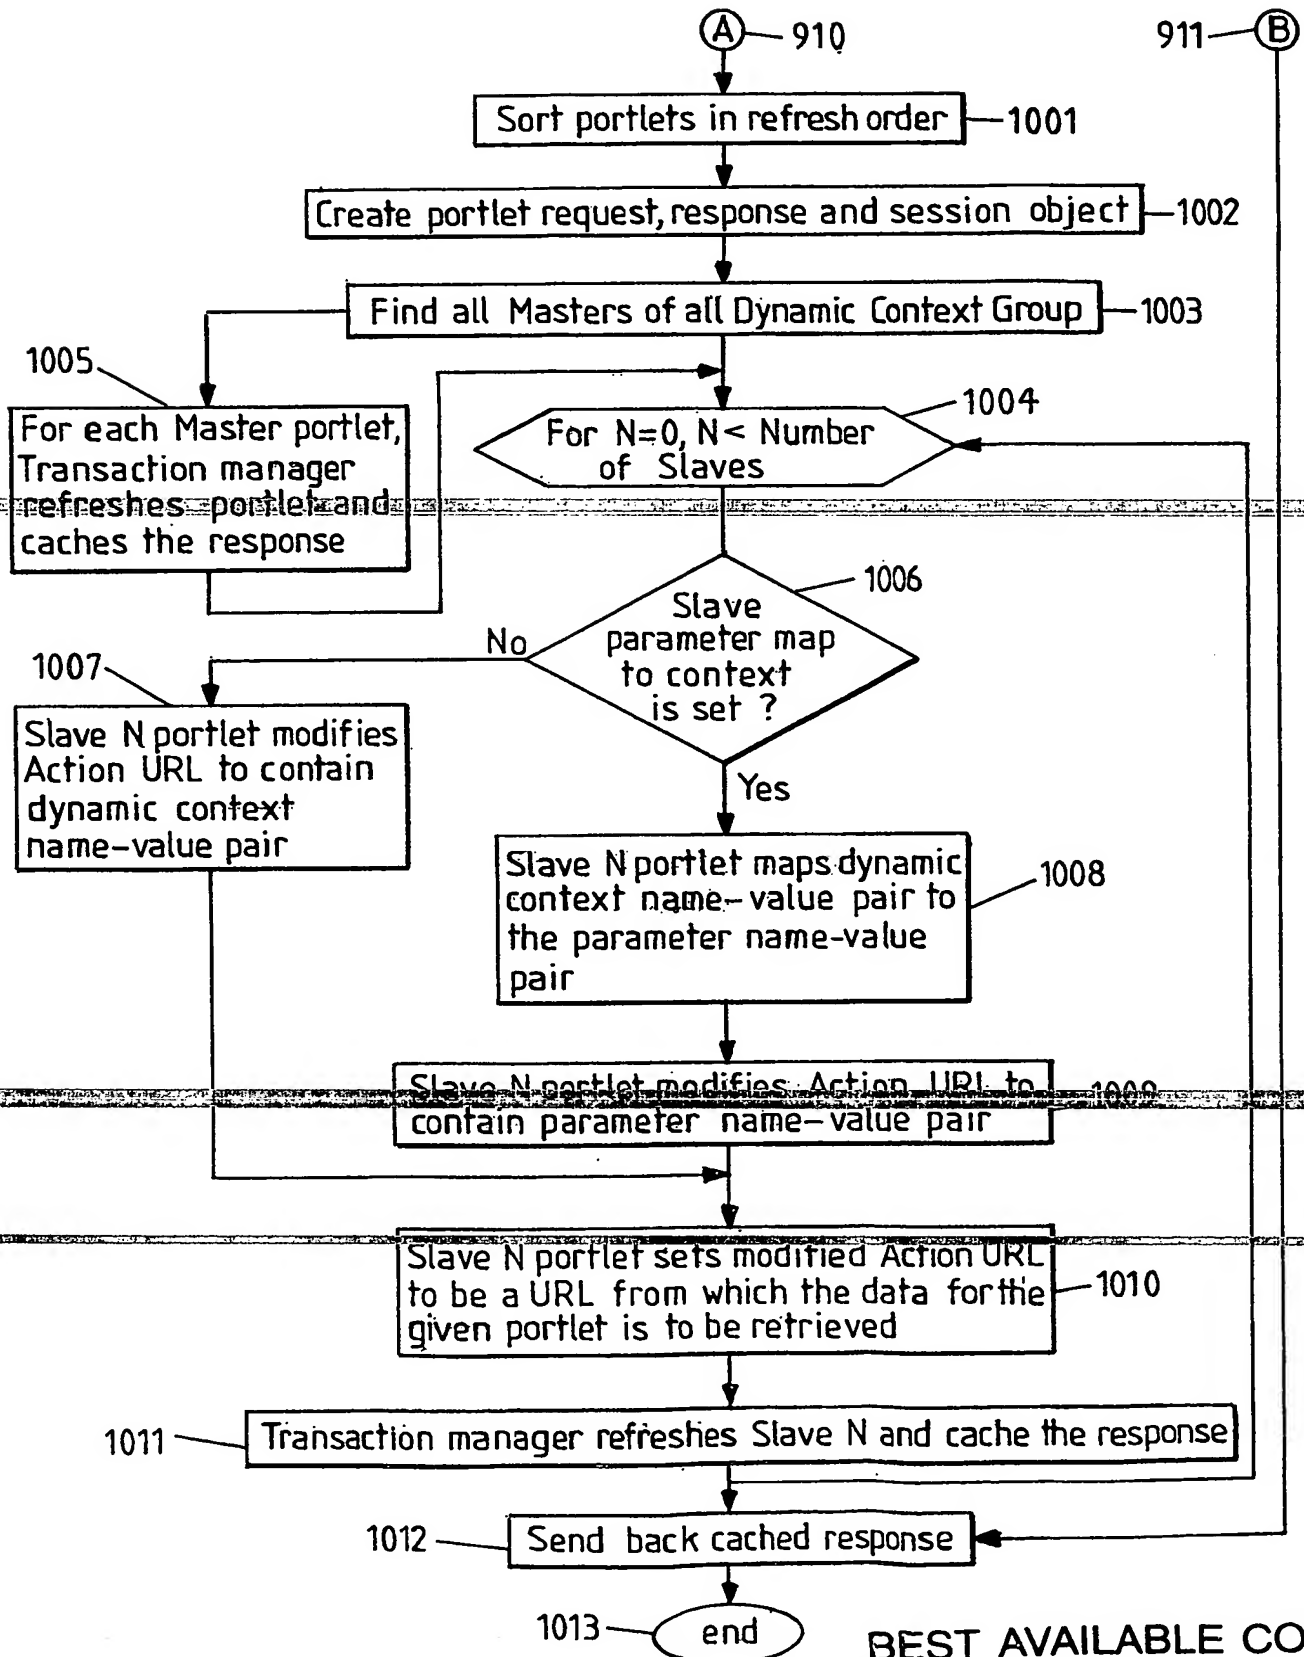 A
910
911
B
Sort portlets in refresh order
1001
Create portlet request, response and session object
1002
Find all Masters of all Dynamic Context Group
1003
1005
For each Master portlet,
Transaction manager
refreshes portlet and
caches the response
1004
For N=0, N< Number
of Slaves
1006
Slave
parameter map
to context
is set ?
No
Yes
1007
Slave N portlet modifies
Action URL to contain
dynamic context
name-value pair
Slave N portlet maps dynamic
context name-value pair to
the parameter name-value
pair
1008
Slave N portlet modifies Action URL to
contain parameter name-value pair
1009
Slave N portlet sets modified Action URL
to be a URL from which the data for the
given portlet is to be retrieved
1010
1011
Transaction manager refreshes Slave N and cache the response
1012
Send back cached response
1013
end
BEST AVAILABLE CO